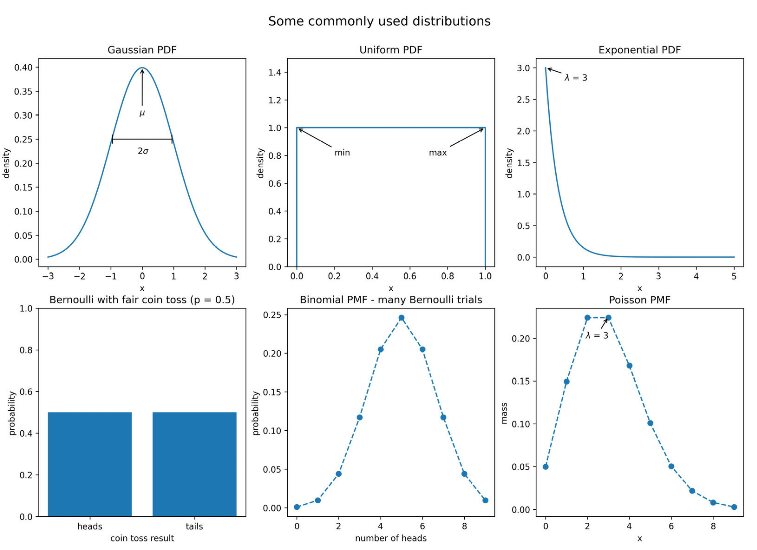 Some commonly used distributions
Gaussian PDF
density
0.40
0.35
0.30
0.25
0.20
0.15
0.10
0.05
0.00
μ
2σ
−3 −2 −1 0 1 2 3
x
Uniform PDF
density
1.4
1.2
1.0
0.8
0.6
0.4
0.2
0.0
min max
0.0 0.2 0.4 0.6 0.8 1.0
x
Exponential PDF
density
3.0
2.5
2.0
1.5
1.0
0.5
0.0
λ = 3
0 1 2 3 4 5
x
Bernoulli with fair coin toss (p = 0.5)
probability
1.0
0.8
0.6
0.4
0.2
0.0
heads tails
coin toss result
Binomial PMF - many Bernoulli trials
probability
0.25
0.20
0.15
0.10
0.05
0.00
0 2 4 6 8
number of heads
Poisson PMF
mass
0.20
0.15
0.10
0.05
0.00
λ = 3
0 2 4 6 8
x